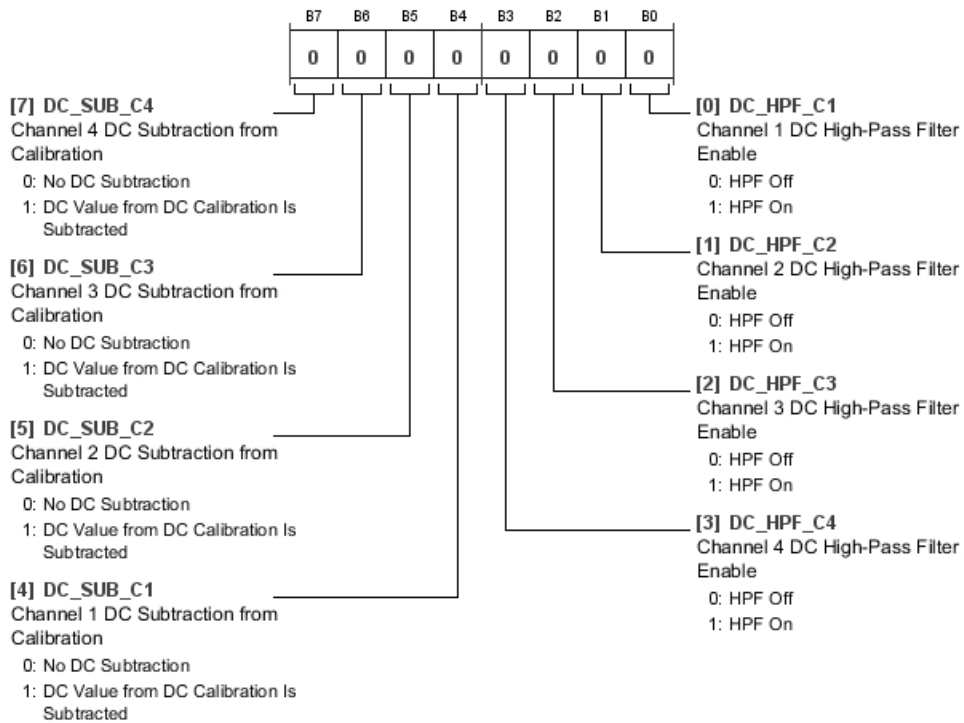 B7 B6 B5 B4 B3 B2 B1 B0
0 0 0 0 0 0 0 0
[7] DC_SUB_C4
Channel 4 DC Subtraction from
Calibration
0: No DC Subtraction
1: DC Value from DC Calibration Is
Subtracted
[6] DC_SUB_C3
Channel 3 DC Subtraction from
Calibration
0: No DC Subtraction
1: DC Value from DC Calibration Is
Subtracted
[5] DC_SUB_C2
Channel 2 DC Subtraction from
Calibration
0: No DC Subtraction
1: DC Value from DC Calibration Is
Subtracted
[4] DC_SUB_C1
Channel 1 DC Subtraction from
Calibration
0: No DC Subtraction
1: DC Value from DC Calibration Is
Subtracted
[0] DC_HPF_C1
Channel 1 DC High-Pass Filter
Enable
0: HPF Off
1: HPF On
[1] DC_HPF_C2
Channel 2 DC High-Pass Filter
Enable
0: HPF Off
1: HPF On
[2] DC_HPF_C3
Channel 3 DC High-Pass Filter
Enable
0: HPF Off
1: HPF On
[3] DC_HPF_C4
Channel 4 DC High-Pass Filter
Enable
0: HPF Off
1: HPF On